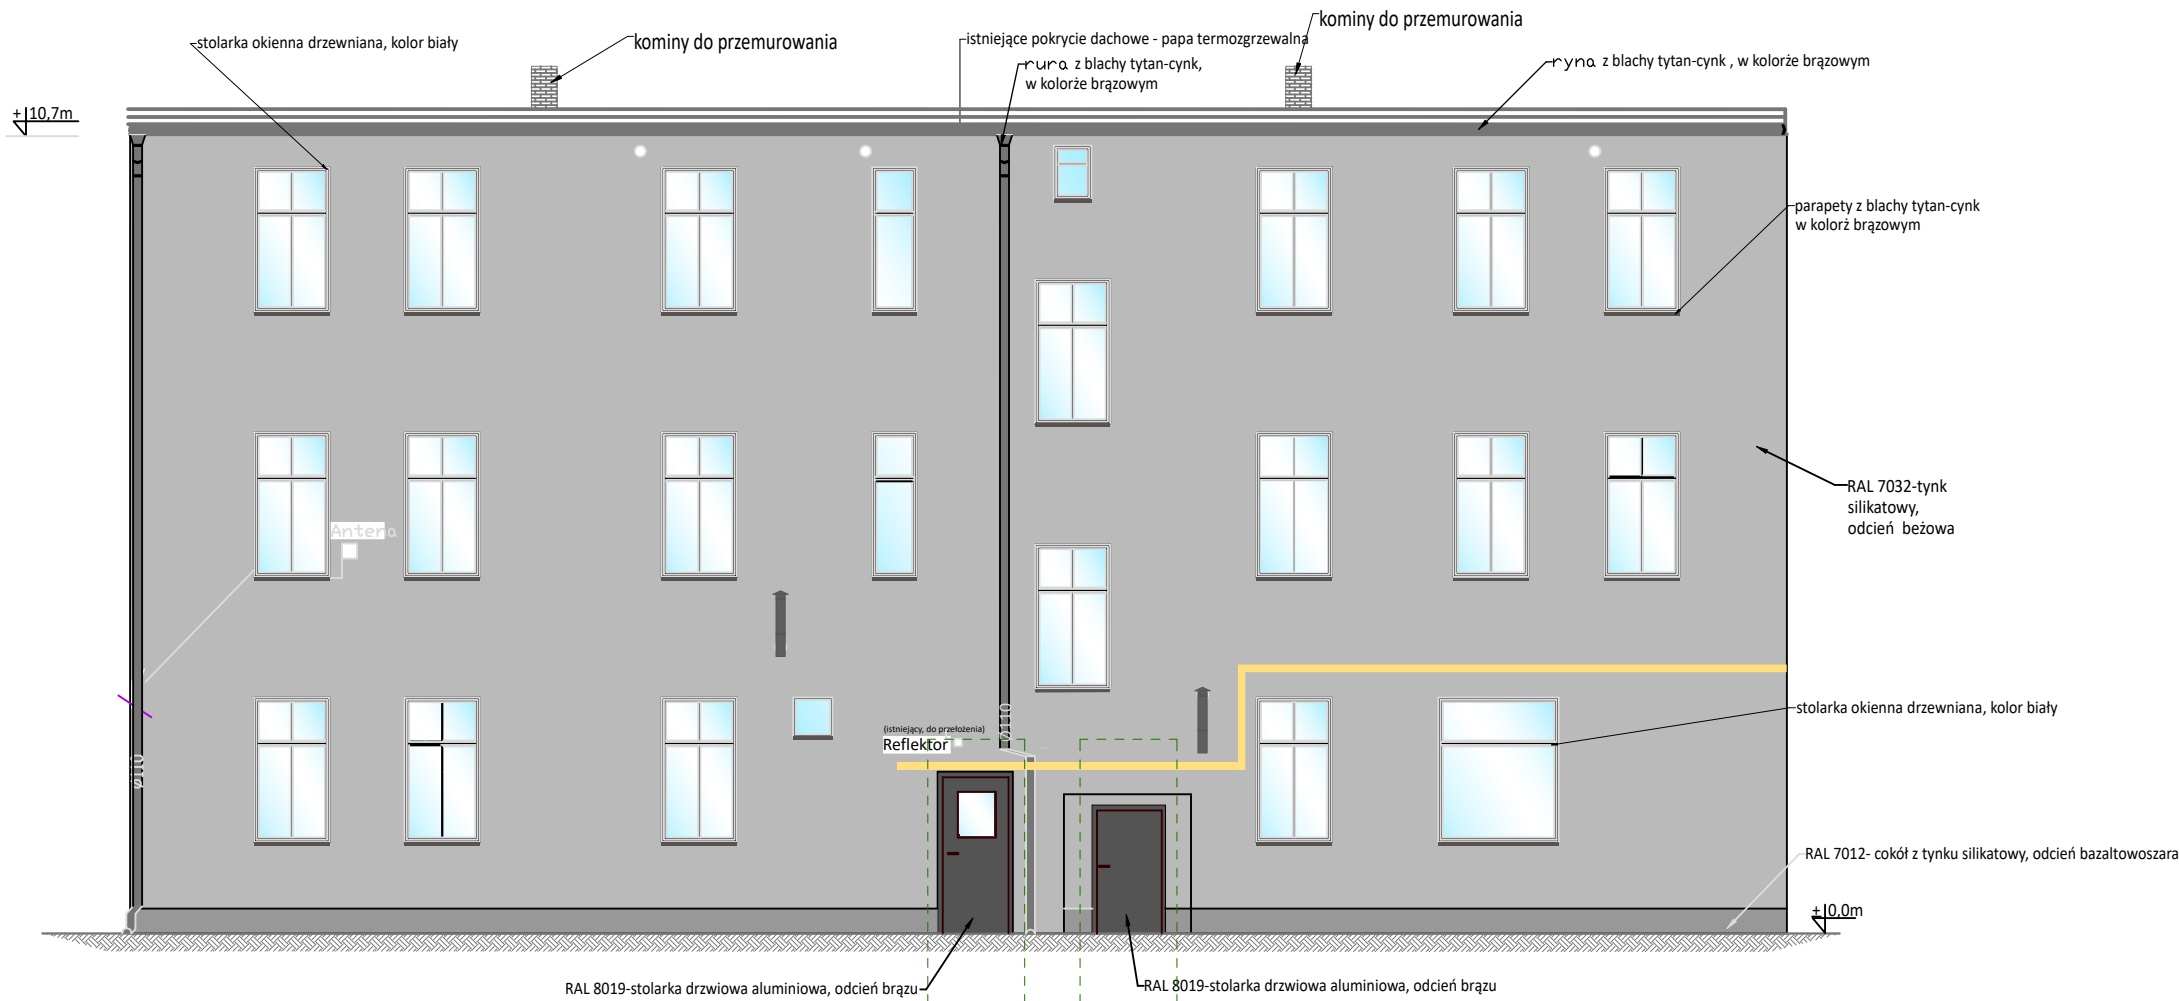 kominy do przemurowania
stolarka okienna drzewniana, kolor biały
kominy do przemurowania
istniejące pokrycie dachowe - papa termozgrzewalna
rura z blachy tytan-cynk,
w kolorże brązowym
ryna z blachy tytan-cynk , w kolorże brązowym
+10,7m
parapety z blachy tytan-cynk
w kolorż brązowym
RAL 7032-tynk
silikatowy,
odcień beżowa
Antena
stolarka okienna drzewniana, kolor biały
(istniejący, do przełożenia)
Reflektor
S110
RAL 7012- cokół z tynku silikatowy, odcień bazaltowoszara
+0,0m
RAL 8019-stolarka drzwiowa aluminiowa, odcień brązu
RAL 8019-stolarka drzwiowa aluminiowa, odcień brązu